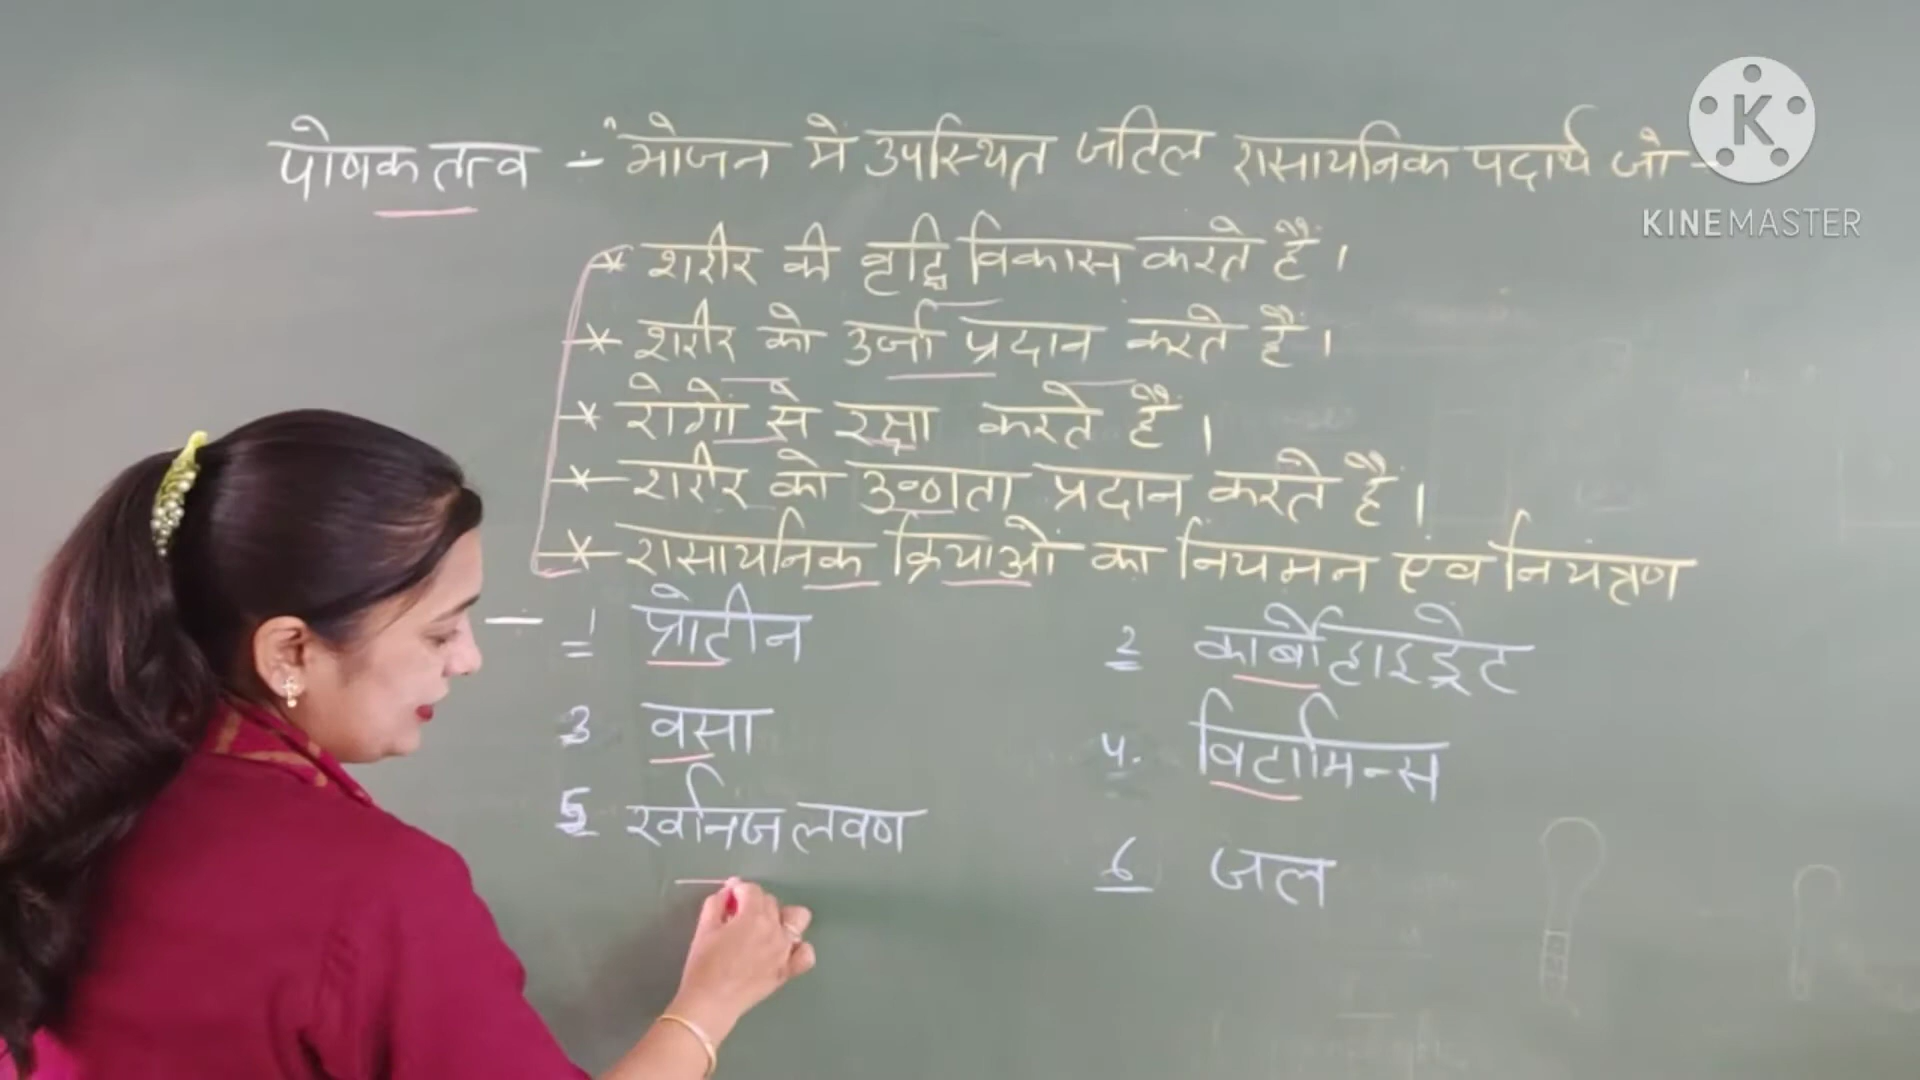 पोषक तत्व :- भोजन में उपस्थित जटिल रासायनिक पदार्थ जो -
* शरीर की वृद्धि विकास करते हैं।
* शरीर को उर्जा प्रदान करते हैं।
* रोगों से रक्षा करते हैं।
* शरीर को उष्णता प्रदान करते हैं।
* रासायनिक क्रियाओं का नियमन एंव नियंत्रण
1 प्रोटीन 2 कार्बोहाइड्रेट
3 वसा 4. विटामिन्स
5 खनिज लवण 6 जल
K
KINEMASTER